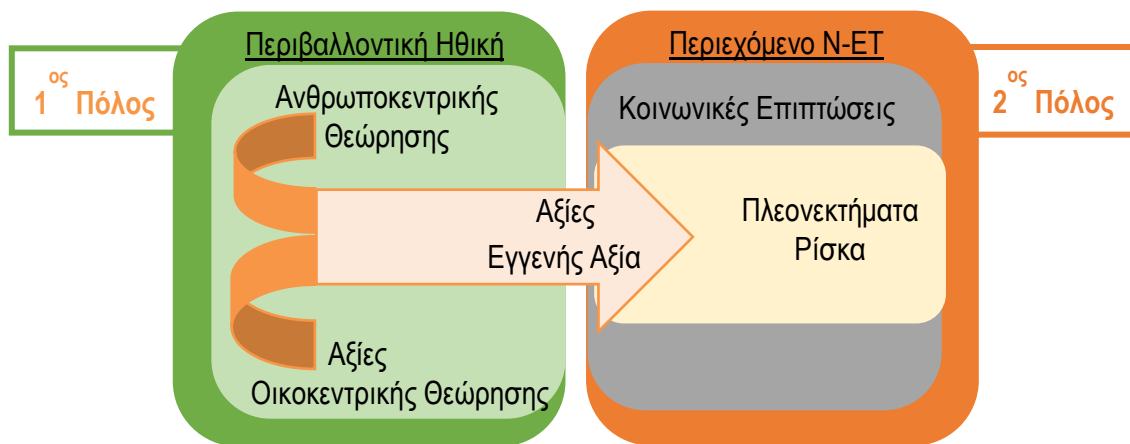 1ος Πόλος
Περιβαλλοντική Ηθική
Ανθρωποκεντρικής
Θεώρησης
Αξίες
Οικοκεντρικής Θεώρησης
Αξίες
Εγγενής Αξία
Περιεχόμενο Ν-ΕΤ
Κοινωνικές Επιπτώσεις
Πλεονεκτήματα
Ρίσκα
2ος Πόλος